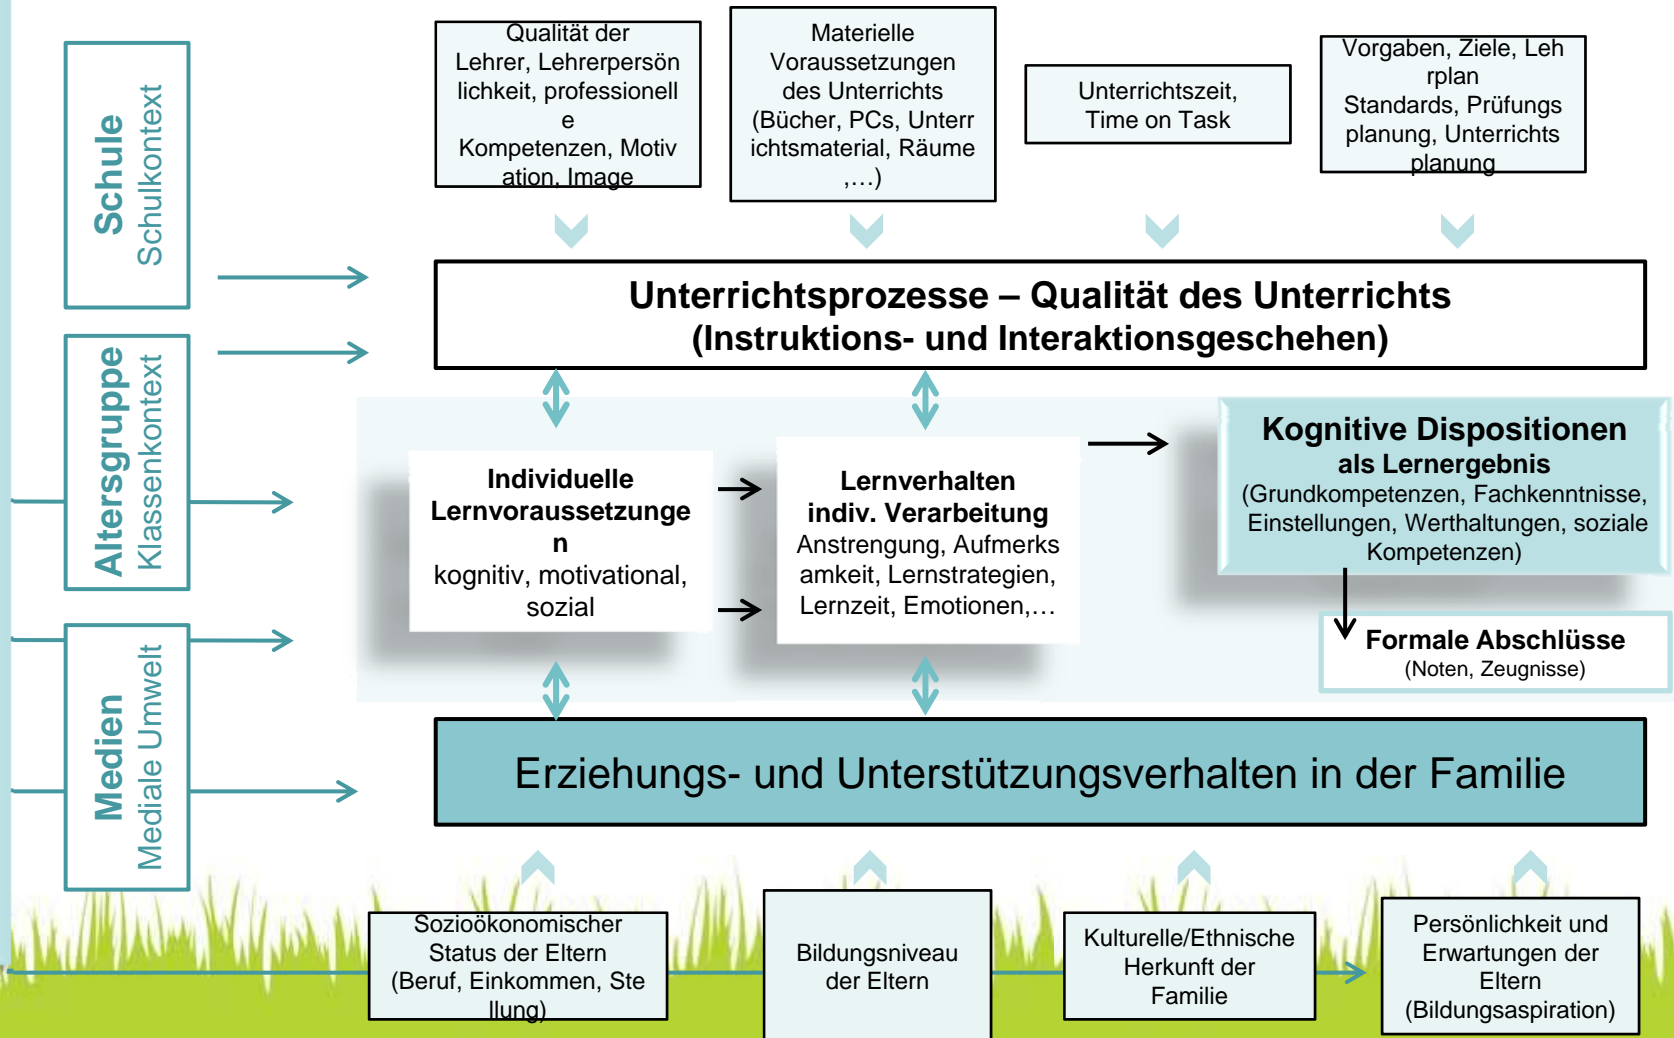 Schule
Schulkontext
Altersgruppe
Klassenkontext
Medien
Mediale Umwelt
Qualität der
Lehrer, Lehrerpersön
lichkeit, professionell
e
Kompetenzen, Motiv
ation, Image
Materielle
Voraussetzungen
des Unterrichts
(Bücher, PCs, Unterr
ichtsmaterial, Räume
,…)
Unterrichtszeit,
Time on Task
Vorgaben, Ziele, Leh
rplan
Standards, Prüfungs
planung, Unterrichts
planung
Unterrichtsprozesse – Qualität des Unterrichts
(Instruktions- und Interaktionsgeschehen)
Individuelle
Lernvoraussetzunge
n
kognitiv, motivational,
sozial
Lernverhalten
indiv. Verarbeitung
Anstrengung, Aufmerks
amkeit, Lernstrategien,
Lernzeit, Emotionen,…
Kognitive Dispositionen
als Lernergebnis
(Grundkompetenzen, Fachkenntnisse,
Einstellungen, Werthaltungen, soziale
Kompetenzen)
Formale Abschlüsse
(Noten, Zeugnisse)
Erziehungs- und Unterstützungsverhalten in der Familie
Sozioökonomischer
Status der Eltern
(Beruf, Einkommen, Ste
llung)
Bildungsniveau
der Eltern
Kulturelle/Ethnische
Herkunft der
Familie
Persönlichkeit und
Erwartungen der
Eltern
(Bildungsaspiration)